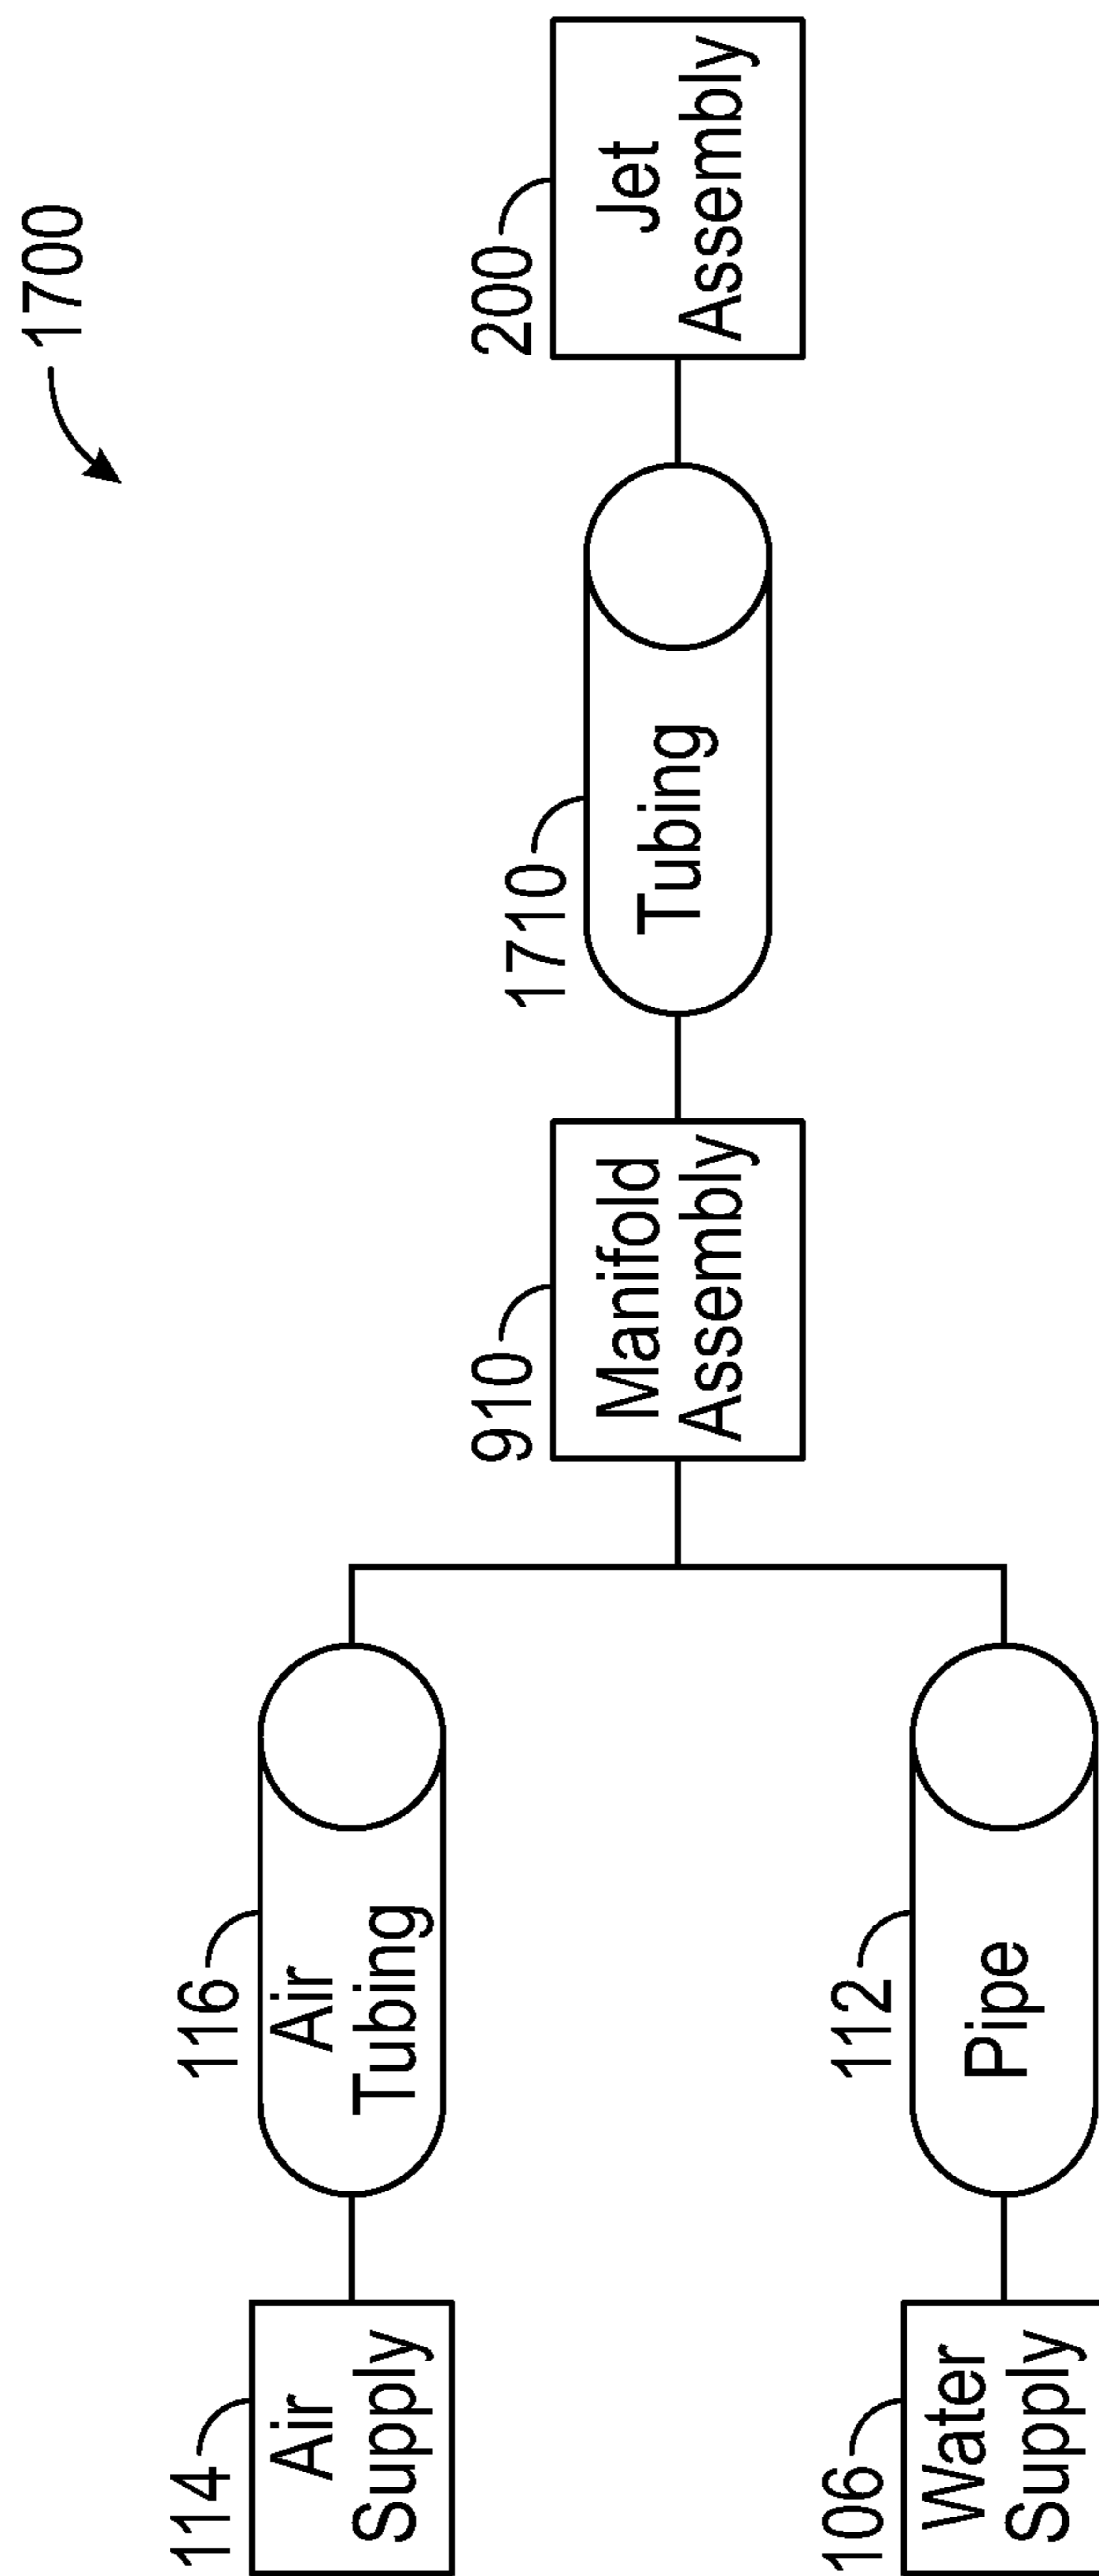 1700
114
Air
Supply
116
Air
Tubing
910
Manifold
Assembly
1710
Tubing
200
Jet
Assembly
106
Water
Supply
112
Pipe